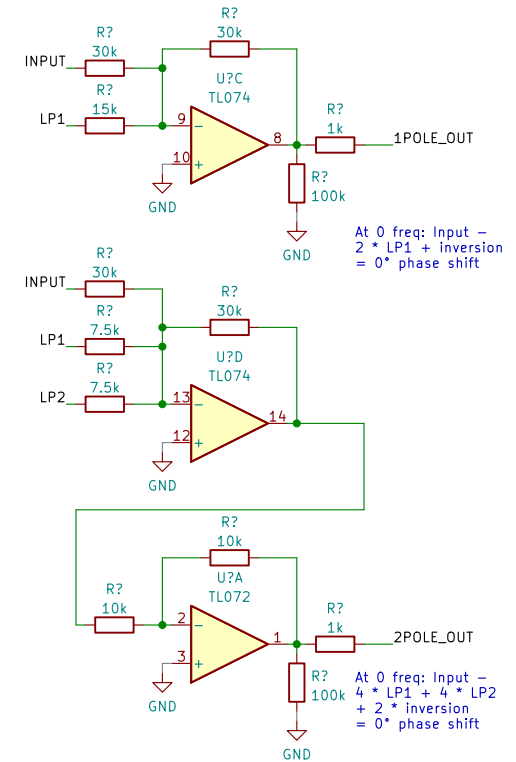 R?
30k
INPUT
R?
30k
U?C
TL074
LP1
R?
15k
9
8
10
GND
R?
1k
1POLE_OUT
R?
100k
GND
At 0 freq: Input –
2 * LP1 + inversion
= 0° phase shift
INPUT
R?
30k
LP1
R?
7.5k
LP2
R?
7.5k
R?
30k
U?D
TL074
13
14
12
GND
R?
10k
R?
10k
U?A
TL072
2
1
3
GND
R?
1k
2POLE_OUT
R?
100k
GND
At 0 freq: Input –
4 * LP1 + 4 * LP2
+ 2 * inversion
= 0° phase shift